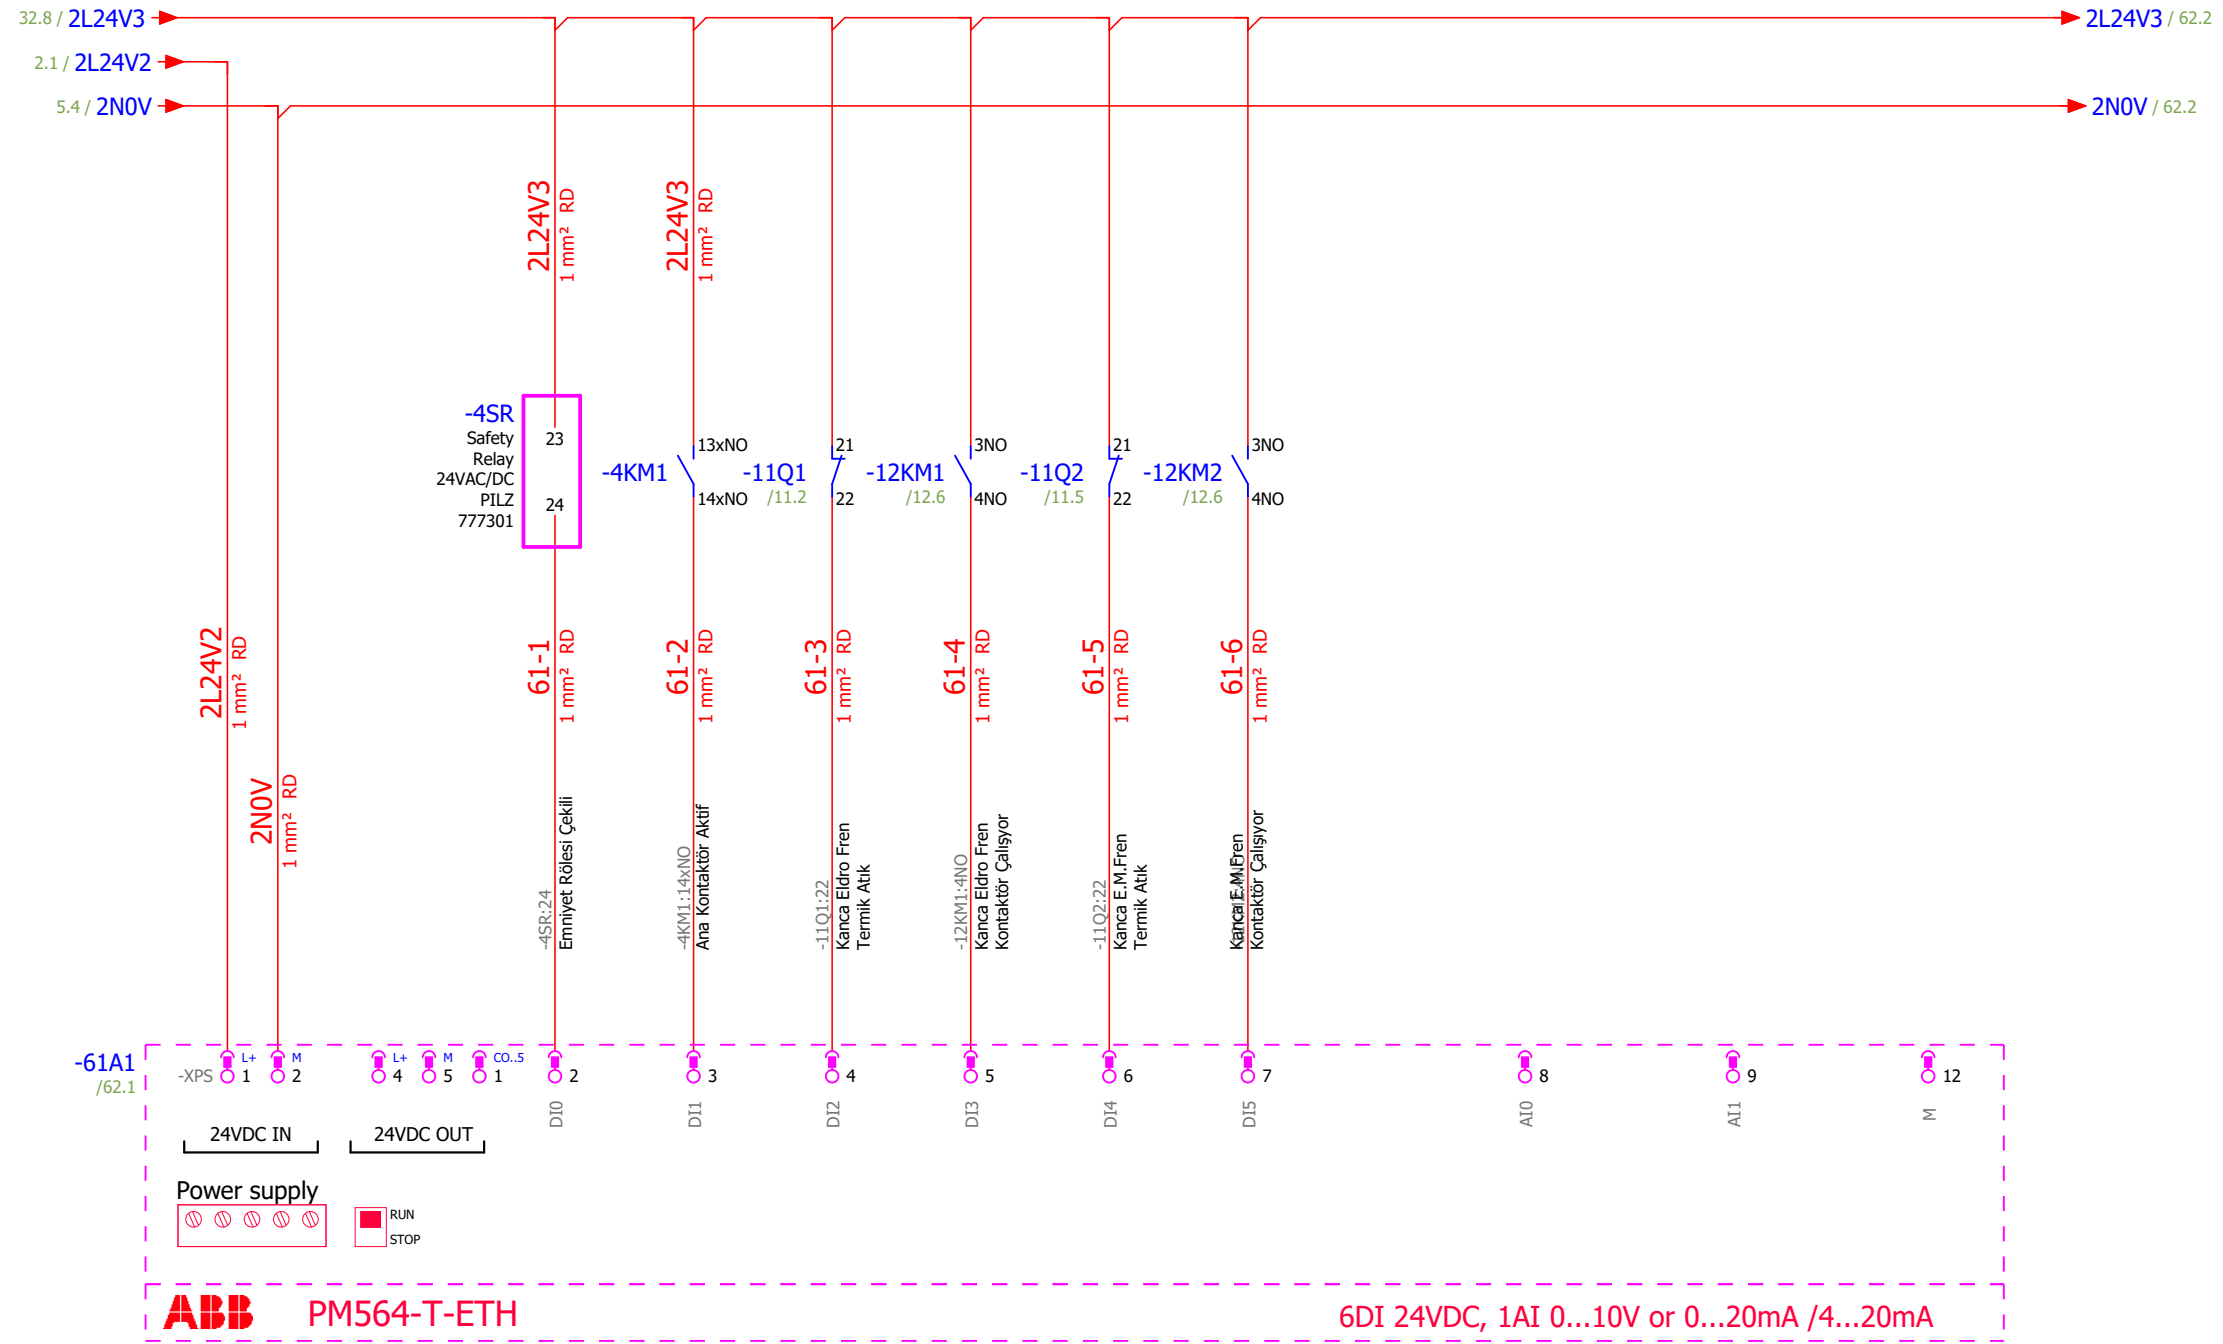 32.8 / 2L24V3
2L24V3 / 62.2
2.1 / 2L24V2
5.4 / 2N0V
2N0V / 62.2
2L24V3
1 mm² RD
2L24V3
1 mm² RD
-4SR
Safety
Relay
24VAC/DC
PILZ
777301
23
24
-4KM1
13xNO
14xNO
-11Q1
/11.2
21
22
-12KM1
/12.6
3NO
4NO
-11Q2
/11.5
21
22
-12KM2
/12.6
3NO
4NO
2L24V2
1 mm² RD
2N0V
1 mm² RD
61-1
1 mm² RD
61-2
1 mm² RD
61-3
1 mm² RD
61-4
1 mm² RD
61-5
1 mm² RD
61-6
1 mm² RD
-4SR:24
Emniyet Rölesi Çekili
-4KM1:14xNO
Ana Kontaktör Aktif
-11Q1:22
Kanca Eldro Fren
Termik Atık
-12KM1:4NO
Kanca Eldro Fren
Kontaktör Çalışyor
-11Q2:22
Kanca E.M.Fren
Termik Atık
Kanca E.M.Fren
Kontaktör Çalışıyor
-61A1
/62.1
-XPS
L+
1
M
2
L+
4
M
5
CO..5
1
2
3
4
5
6
7
8
9
12
DI0
DI1
DI2
DI3
DI4
DI5
AI0
AI1
M
24VDC IN
24VDC OUT
Power supply
RUN
STOP
ABB
PM564-T-ETH
6DI 24VDC, 1AI 0...10V or 0...20mA /4...20mA